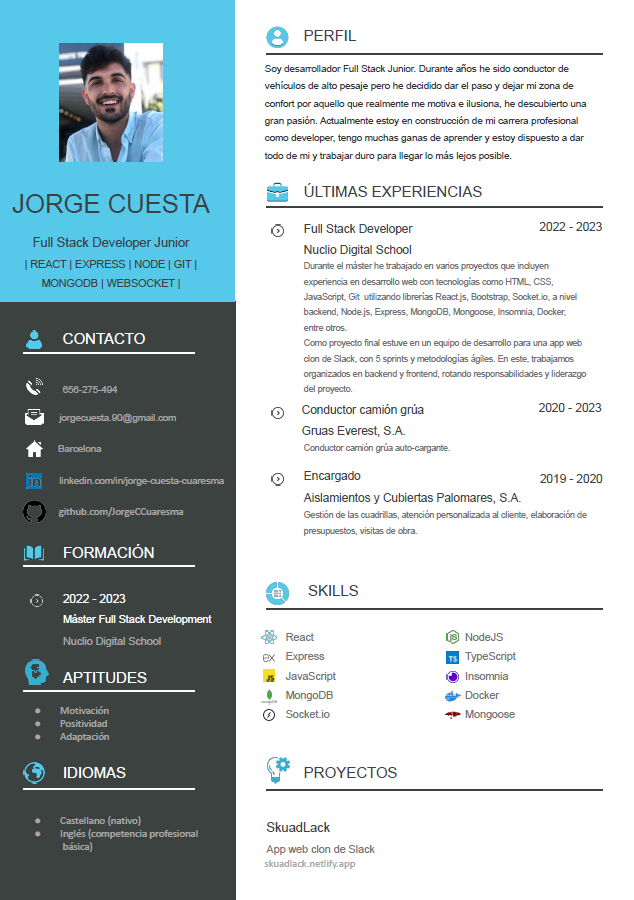 JORGE CUESTA
Full Stack Developer Junior
| REACT | EXPRESS | NODE | GIT |
MONGODB | WEBSOCKET |
CONTACTO
656-275-494
jorgecuesta.90@gmail.com
Barcelona
linkedin.com/in/jorge-cuesta-cuaresma
github.com/JorgeCCuaresma
FORMACIÓN
2022 - 2023
Máster Full Stack Development
Nuclio Digital School
APTITUDES
Motivación
Positividad
Adaptación
IDIOMAS
Castellano (nativo)
Inglés (competencia profesional
básica)
PERFIL
Soy desarrollador Full Stack Junior. Durante años he sido conductor de
vehículos de alto pesaje pero he decidido dar el paso y dejar mi zona de
confort por aquello que realmente me motiva e ilusiona, he descubierto una
gran pasión. Actualmente estoy en construcción de mi carrera profesional
como developer, tengo muchas ganas de aprender y estoy dispuesto a dar
todo de mi y trabajar duro para llegar lo más lejos posible.
ÚLTIMAS EXPERIENCIAS
Full Stack Developer 2022 - 2023
Nuclio Digital School
Durante el máster he trabajado en varios proyectos que incluyen
experiencia en desarrollo web con tecnologías como HTML, CSS,
JavaScript, Git utilizando librerías React.js, Bootstrap, Socket.io, a nivel
backend, Node.js, Express, MongoDB, Mongoose, Insomnia, Docker,
entre otros.
Como proyecto final estuve en un equipo de desarrollo para una app web
clon de Slack, con 5 sprints y metodologías ágiles. En este, trabajamos
organizados en backend y frontend, rotando responsabilidades y liderazgo
del proyecto.
Conductor camión grúa 2020 - 2023
Gruas Everest, S.A.
Conductor camión grúa auto-cargante.
Encargado 2019 - 2020
Aislamientos y Cubiertas Palomares, S.A.
Gestión de las cuadrillas, atención personalizada al cliente, elaboración de
presupuestos, visitas de obra.
SKILLS
React NodeJS
ex Express TS TypeScript
JS JavaScript Insomnia
mongoDB MongoDB Docker
Socket.io Mongoose
PROYECTOS
SkuadLack
App web clon de Slack
skuadlack.netlify.app